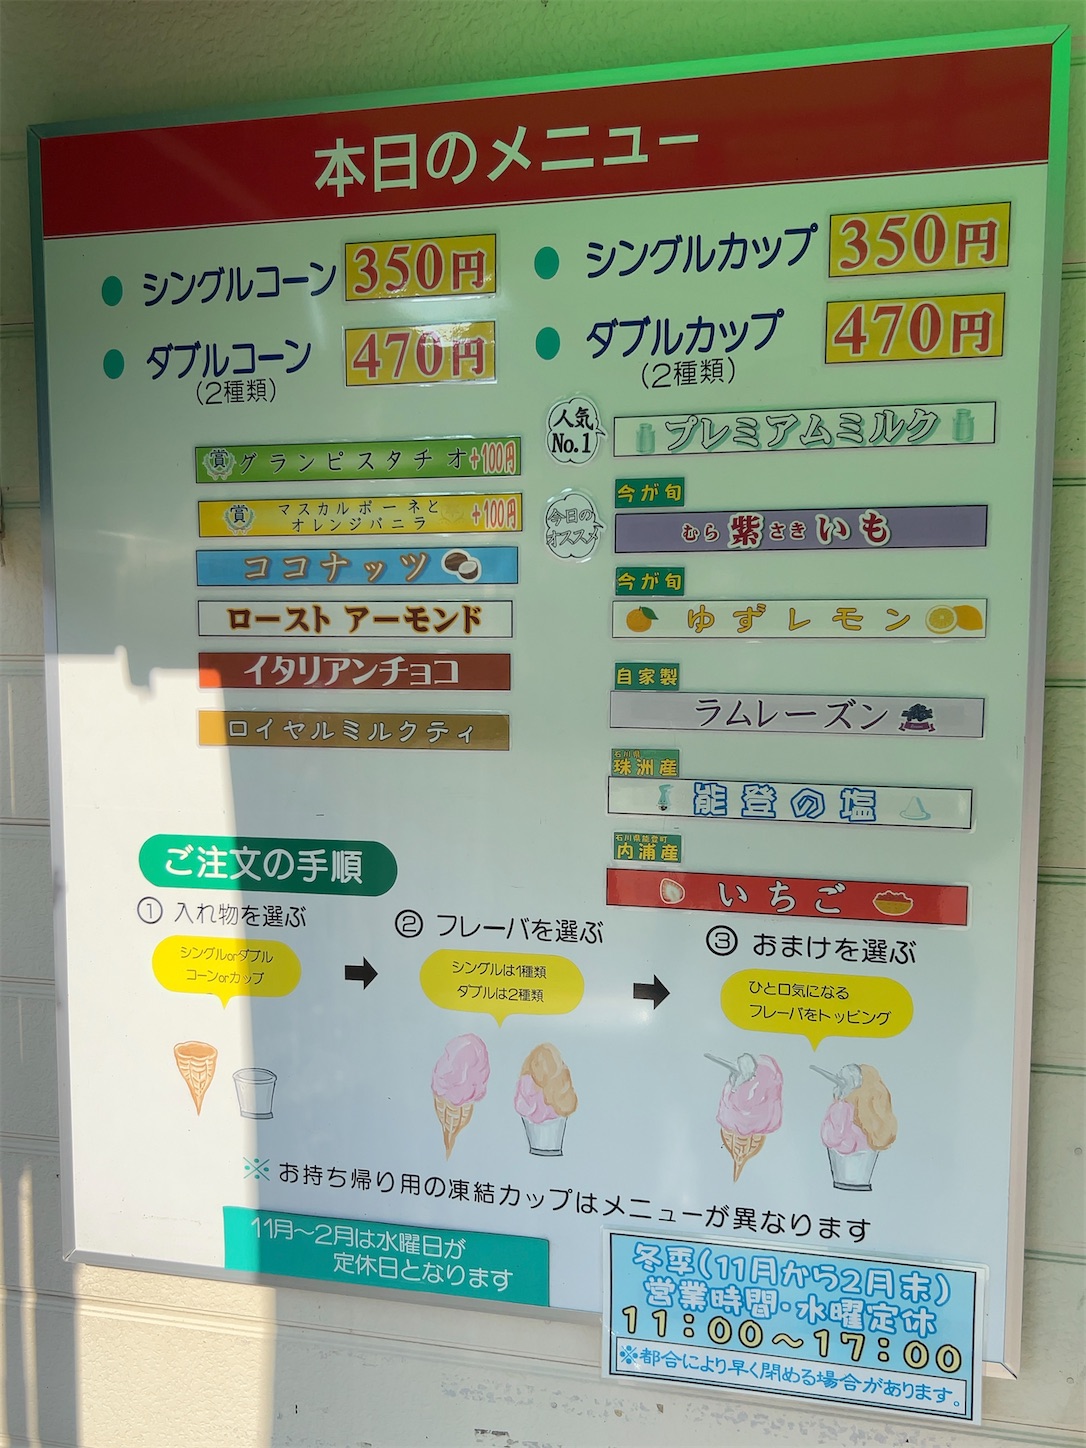 本日のメニュー
シングルコーン 350円
ダブルコーン 470円
(2種類)
シングルカップ 350円
ダブルカップ 470円
(2種類)
賞 グランピスタチオ +100円
賞 マスカルポーネと
オレンジバニラ +100円
ココナッツ
ロースト アーモンド
イタリアンチョコ
ロイヤルミルクティ
人気
No.1
プレミアムミルク
今が旬
今日の
オススメ
むら紫さきいも
今が旬
ゆずレモン
自家製
ラムレーズン
石川県
珠洲産
能登の塩
石川県能登町
内浦産
いちご
ご注文の手順
① 入れ物を選ぶ
シングルorダブル
コーンorカップ
② フレーバを選ぶ
シングルは1種類
ダブルは2種類
③ おまけを選ぶ
ひと口気になる
フレーバをトッピング
※お持ち帰り用の凍結カップはメニューが異なります
11月〜2月は水曜日が
定休日となります
冬季(11月から2月末)
営業時間・水曜定休
11:00〜17:00
※都合により早く閉める場合があります。